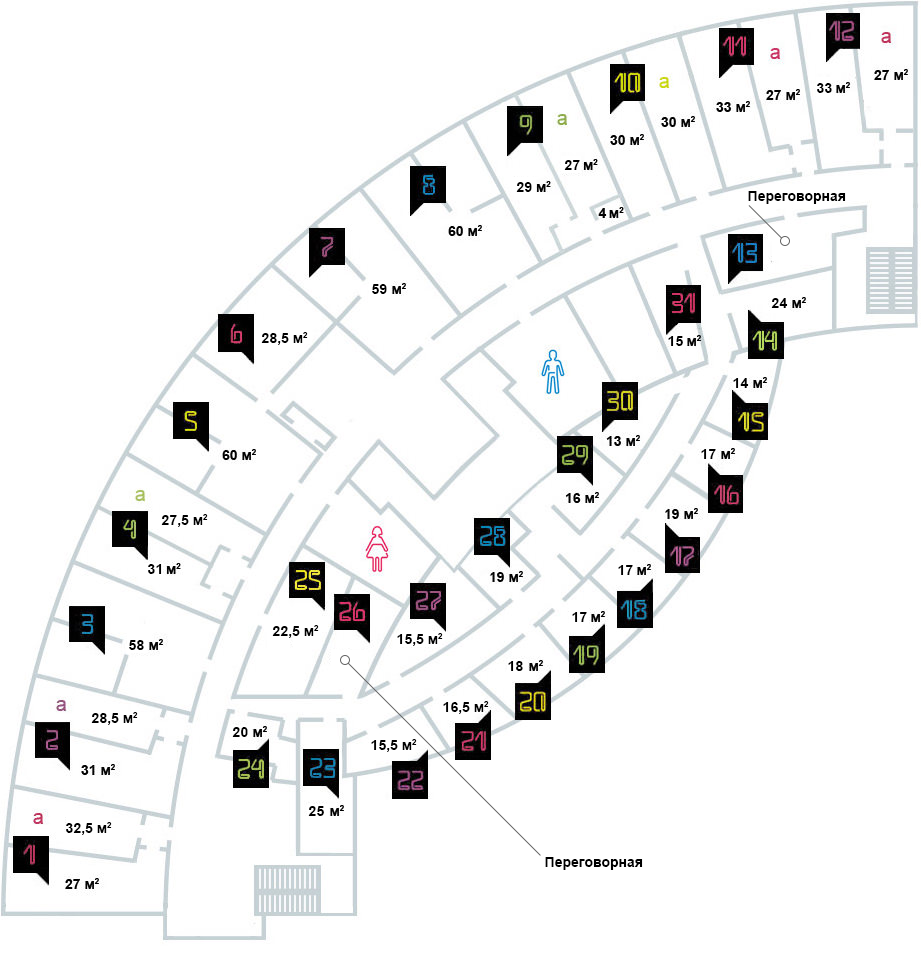 12
a
27 м²
33 м²
11
a
27 м²
33 м²
10
a
30 м²
30 м²
9
a
27 м²
29 м²
4 м²
8
60 м²
7
59 м²
6
28,5 м²
5
60 м²
a
4
27,5 м²
31 м²
3
58 м²
a
2
28,5 м²
31 м²
a
1
32,5 м²
27 м²
Переговорная
13
24 м²
14
14 м²
15
17 м²
16
19 м²
17
17 м²
18
17 м²
19
18 м²
20
16,5 м²
21
15,5 м²
22
23
25 м²
20 м²
24
25
22,5 м²
26
27
15,5 м²
28
19 м²
29
16 м²
30
13 м²
31
15 м²
Переговорная